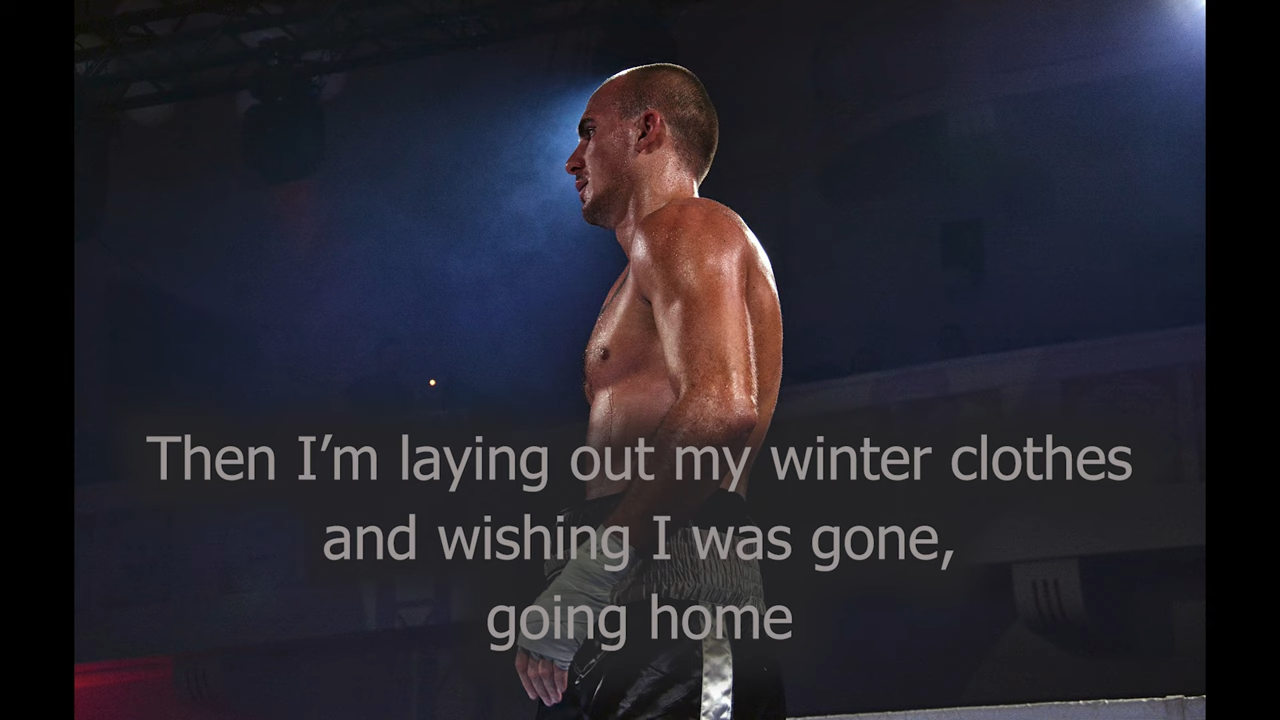 Then I’m laying out my winter clothes
and wishing I was gone,
going home